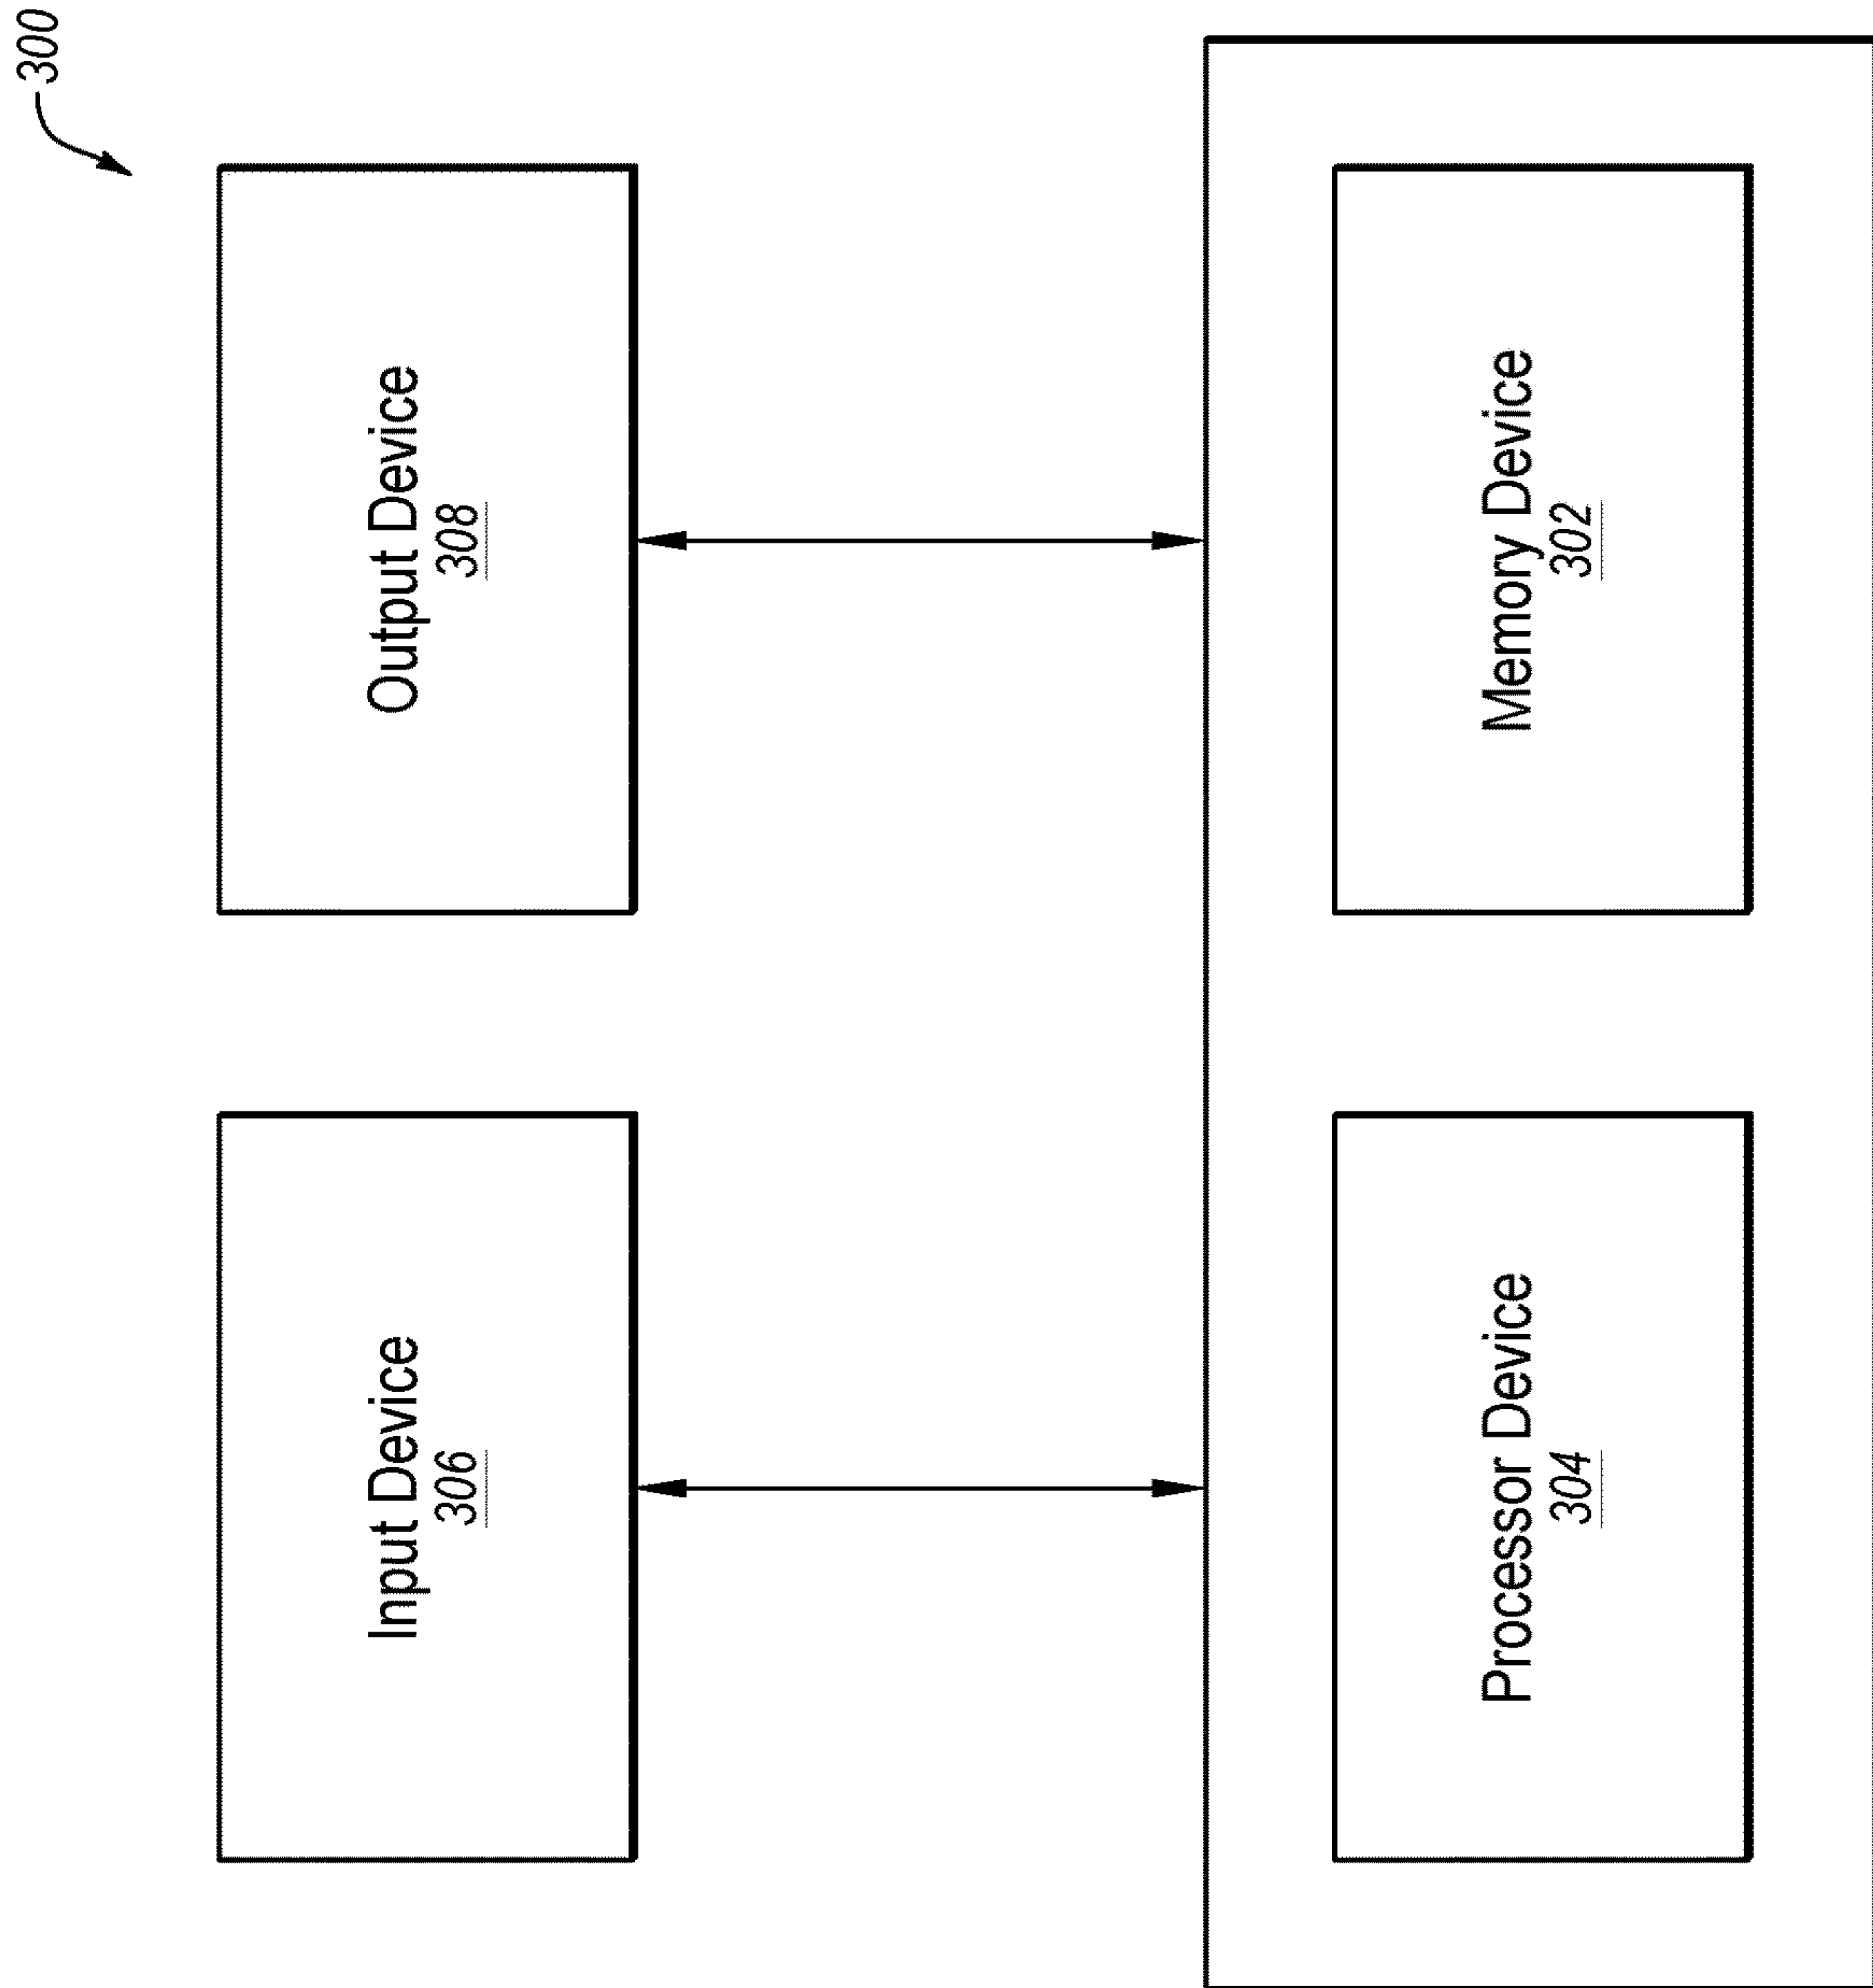 300
Input Device
306
Output Device
308
Processor Device
304
Memory Device
302